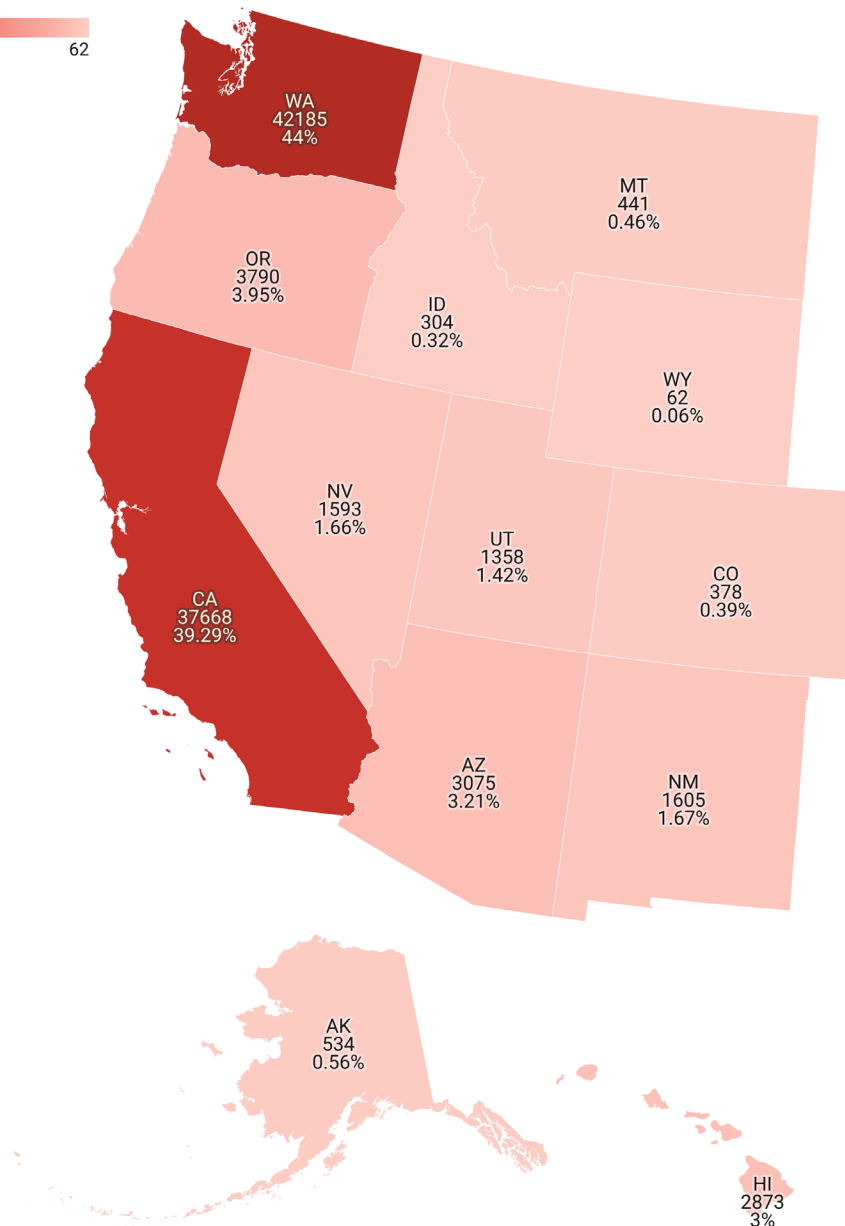 62
WA
42185
44%
MT
441
0.46%
OR
3790
3.95%
ID
304
0.32%
WY
62
0.06%
NV
1593
1.66%
UT
1358
1.42%
CO
378
0.39%
CA
37668
39.29%
AZ
3075
3.21%
NM
1605
1.67%
AK
534
0.56%
HI
2873
3%